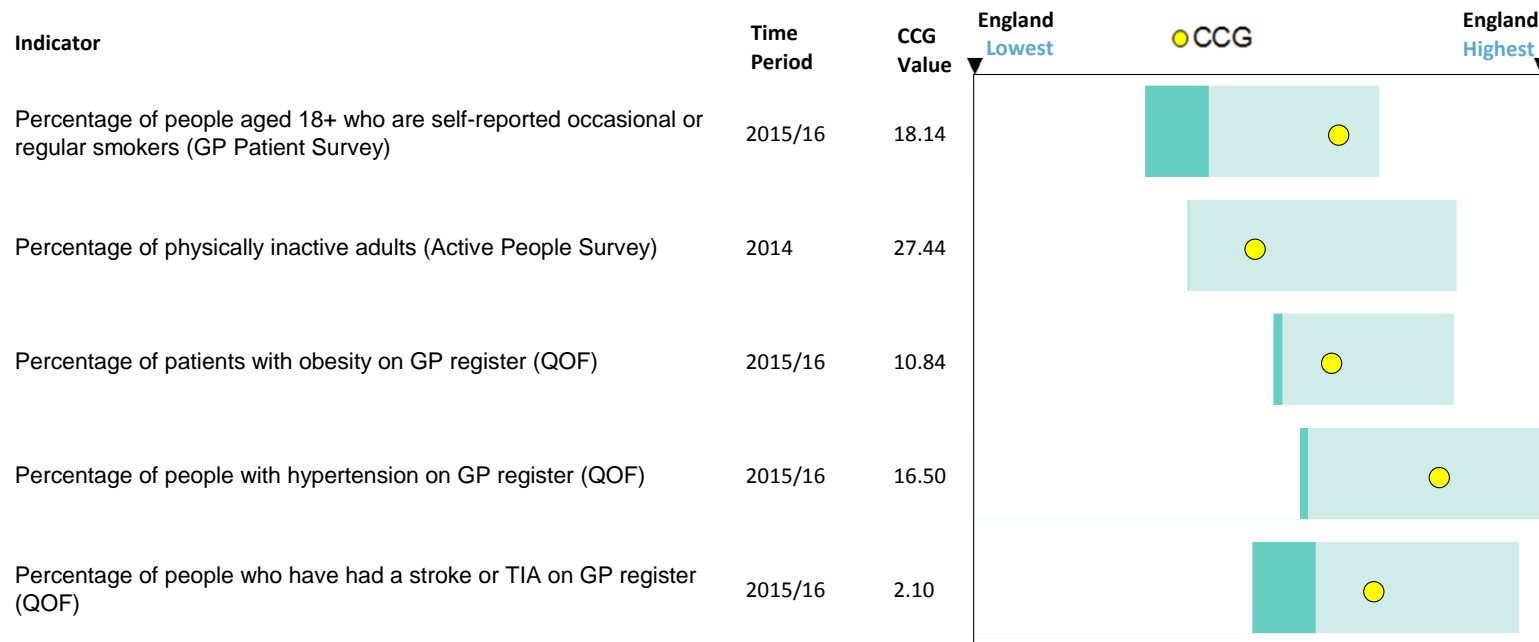 Indicator
Time
Period
CCG
Value
England
Lowest
CCG
England
Highest
Percentage of people aged 18+ who are self-reported occasional or
regular smokers (GP Patient Survey)
2015/16
18.14
Percentage of physically inactive adults (Active People Survey)
2014
27.44
Percentage of patients with obesity on GP register (QOF)
2015/16
10.84
Percentage of people with hypertension on GP register (QOF)
2015/16
16.50
Percentage of people who have had a stroke or TIA on GP register
(QOF)
2015/16
2.10